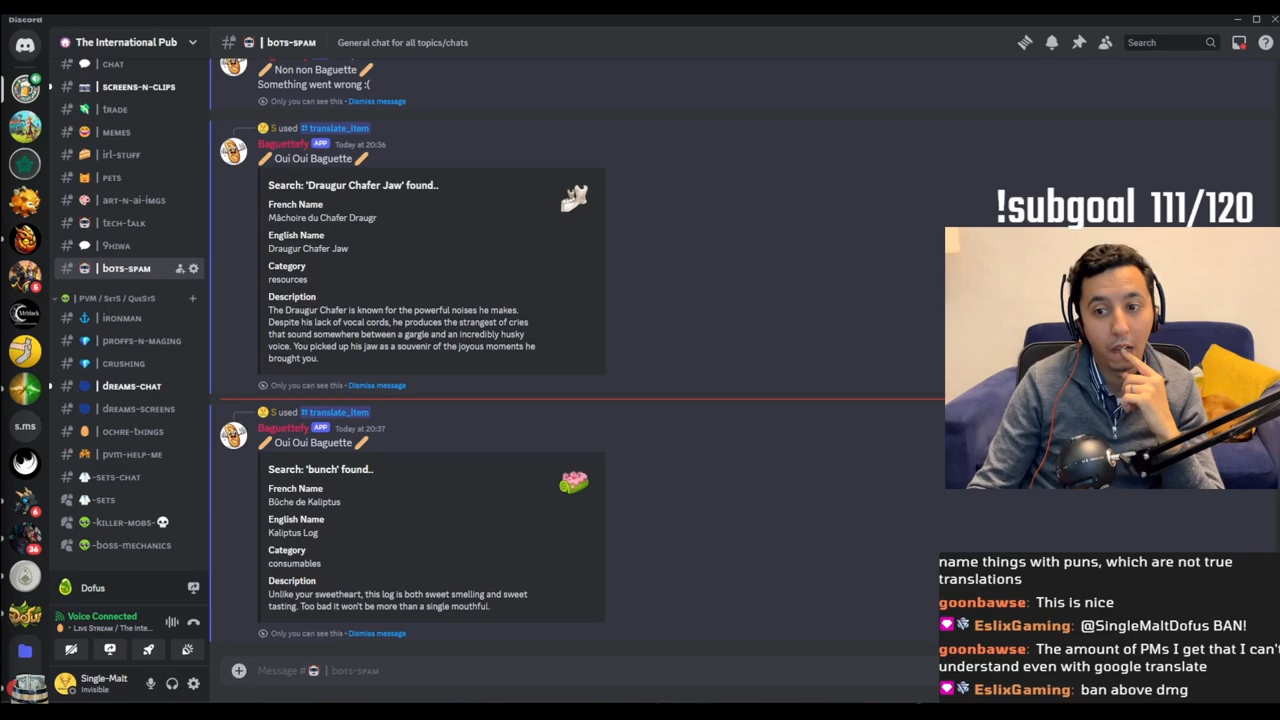 Discord
The International Pub
CHAT
SCREENS-N-CLIPS
TRADE
MEMES
IRL-STUFF
PETS
ART-N-AI-IMGS
TECH-TALK
9HIWA
BOTS-SPAM
PVM / SETS / QUESTS
IRONMAN
PROFFS-N-MAGING
CRUSHING
DREAMS-CHAT
DREAMS-SCREENS
OCHRE-THINGS
PVM-HELP-ME
-SETS-CHAT
-SETS
-KILLER-MOBS-
-BOSS-MECHANICS
Dofus
Voice Connected
LIVE STREAM / The Inte...
Single-Malt
Invisible
s.ms
5
6
36
| BOTS-SPAM
General chat for all topics/chats
Search
Non non Baguette
Something went wrong :(
Only you can see this • Dismiss message
S used translate_item
Baguettefy APP Today at 20:36
Oui Oui Baguette
Search: 'Draugur Chafer Jaw' found..
French Name
Mâchoire du Chafer Draugr
English Name
Draugur Chafer Jaw
Category
resources
Description
The Draugur Chafer is known for the powerful noises he makes.
Despite his lack of vocal cords, he produces the strangest of cries
that sound somewhere between a gargle and an incredibly husky
voice. You picked up his jaw as a souvenir of the joyous moments he
brought you.
Only you can see this • Dismiss message
S used translate_item
Baguettefy APP Today at 20:37
Oui Oui Baguette
Search: 'bunch' found..
French Name
Bûche de Kaliptus
English Name
Kaliptus Log
Category
consumables
Description
Unlike your sweetheart, this log is both sweet smelling and sweet
tasting. Too bad it won't be more than a single mouthful.
Only you can see this • Dismiss message
Message # | BOTS-SPAM
!subgoal 111/120
name things with puns, which are not true
translations
goonbawse: This is nice
EslixGaming: @SingleMaltDofus BAN!
goonbawse: The amount of PMs I get that I can't
understand even with google translate
EslixGaming: ban above dmg